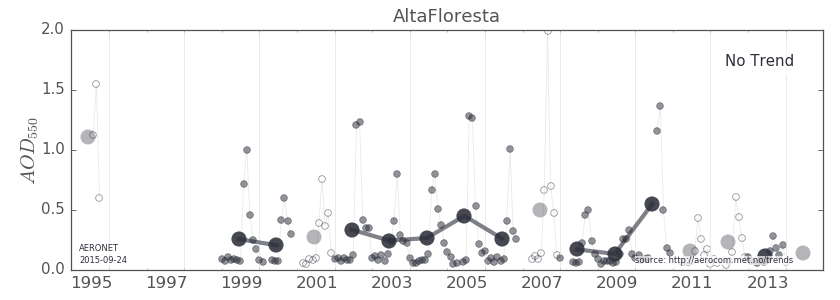 AltaFloresta
2.0
No Trend
1.5
1.0
AOD550
0.5
AERONET
2015-09-24
source: http://aerocom.met.no/trends
0.0
1995 1997 1999 2001 2003 2005 2007 2009 2011 2013